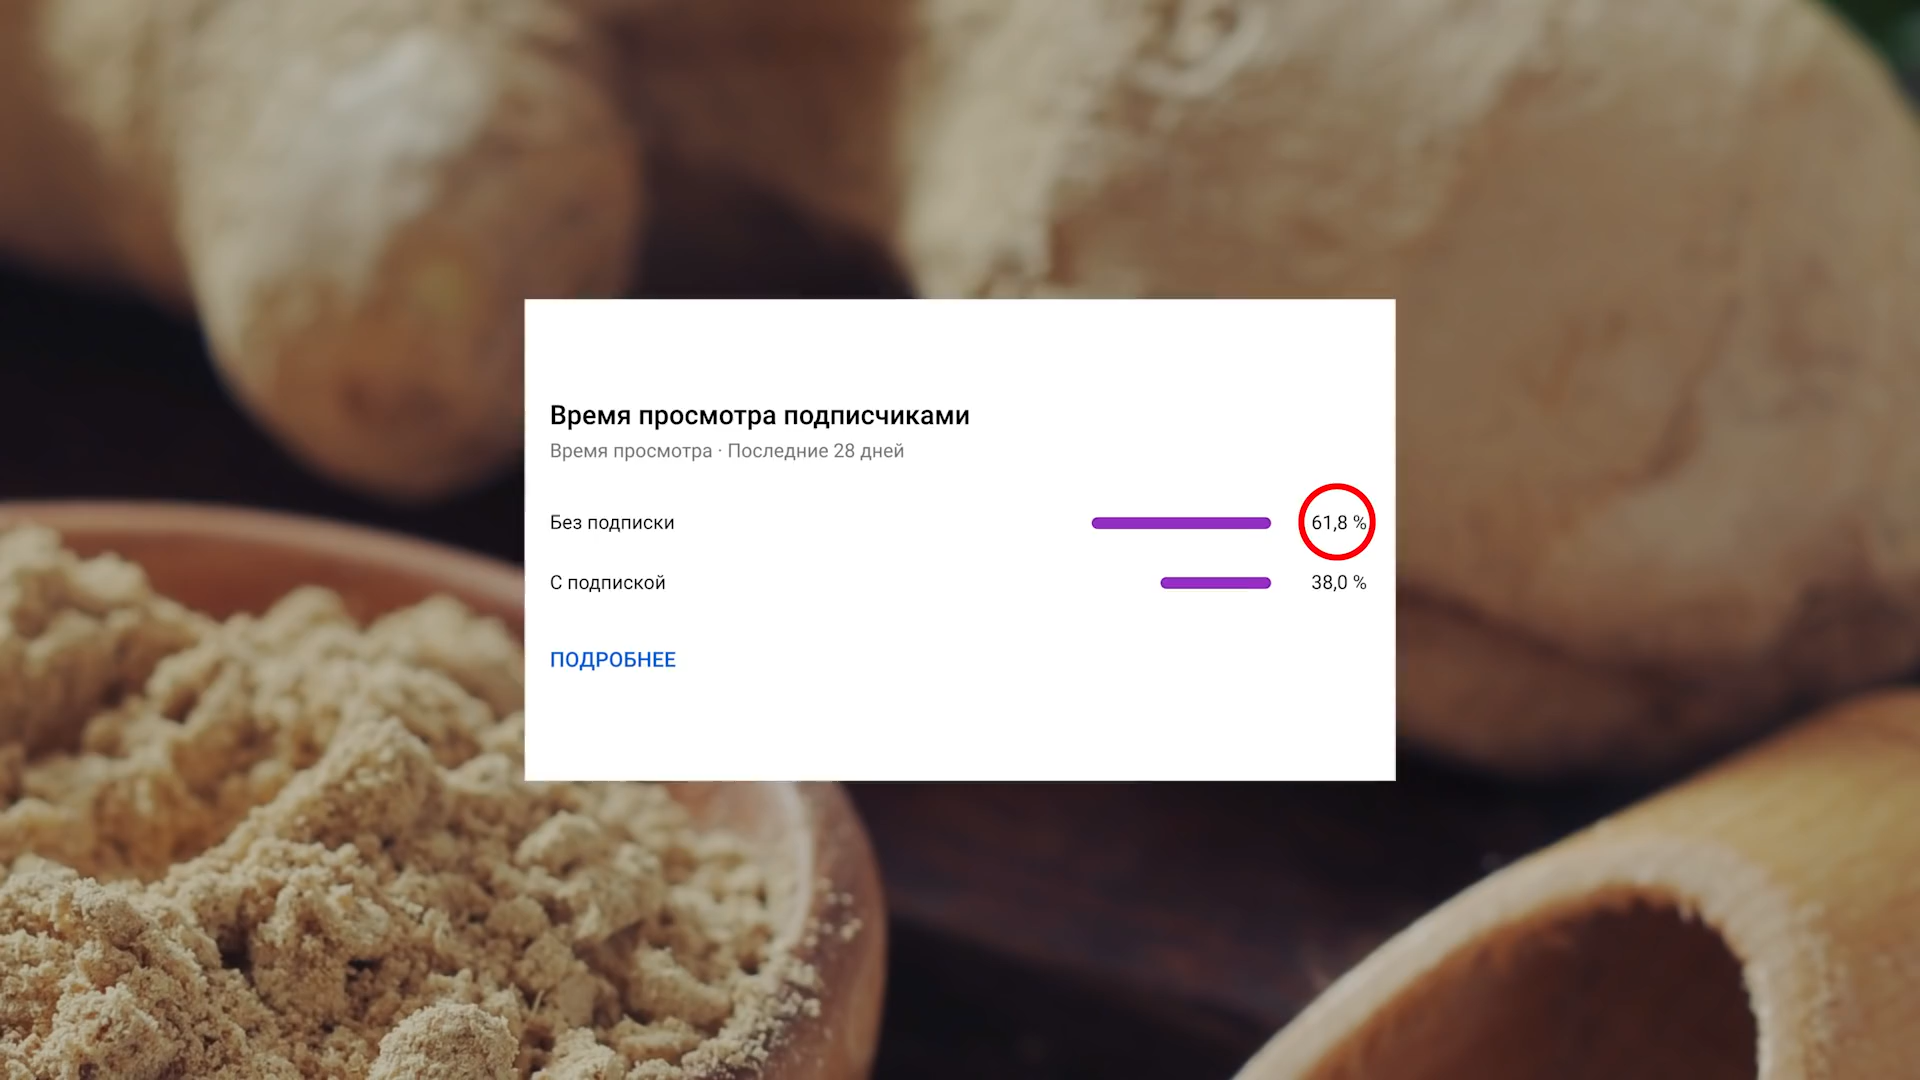 Время просмотра подписчиками
Время просмотра · Последние 28 дней
Без подписки 61,8 %
С подпиской 38,0 %
ПОДРОБНЕЕ